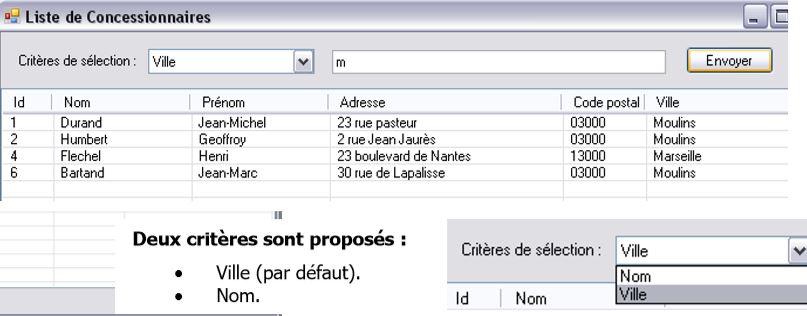 Liste de Concessionnaires
Critères de sélection : Ville m Envoyer
Id Nom Prénom Adresse Code postal Ville
1 Durand Jean-Michel 23 rue pasteur 03000 Moulins
2 Humbert Geoffroy 2 rue Jean Jaurès 03000 Moulins
4 Flechel Henri 23 boulevard de Nantes 13000 Marseille
6 Bartand Jean-Marc 30 rue de Lapalisse 03000 Moulins
Deux critères sont proposés :
• Ville (par défaut).
• Nom.
Critères de sélection : Ville
Nom
Ville
Id Nom